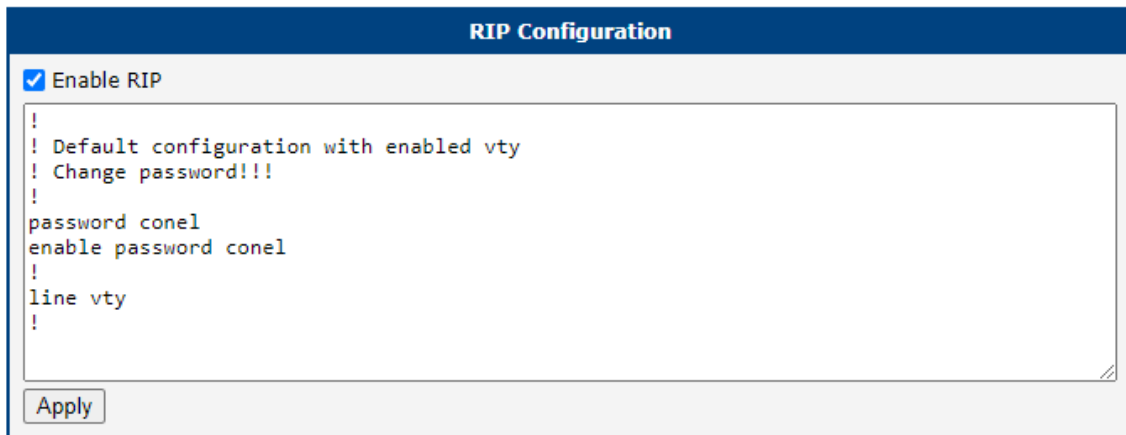 RIP Configuration
Enable RIP
!
! Default configuration with enabled vty
! Change password!!!
!
password conel
enable password conel
!
line vty
!
Apply